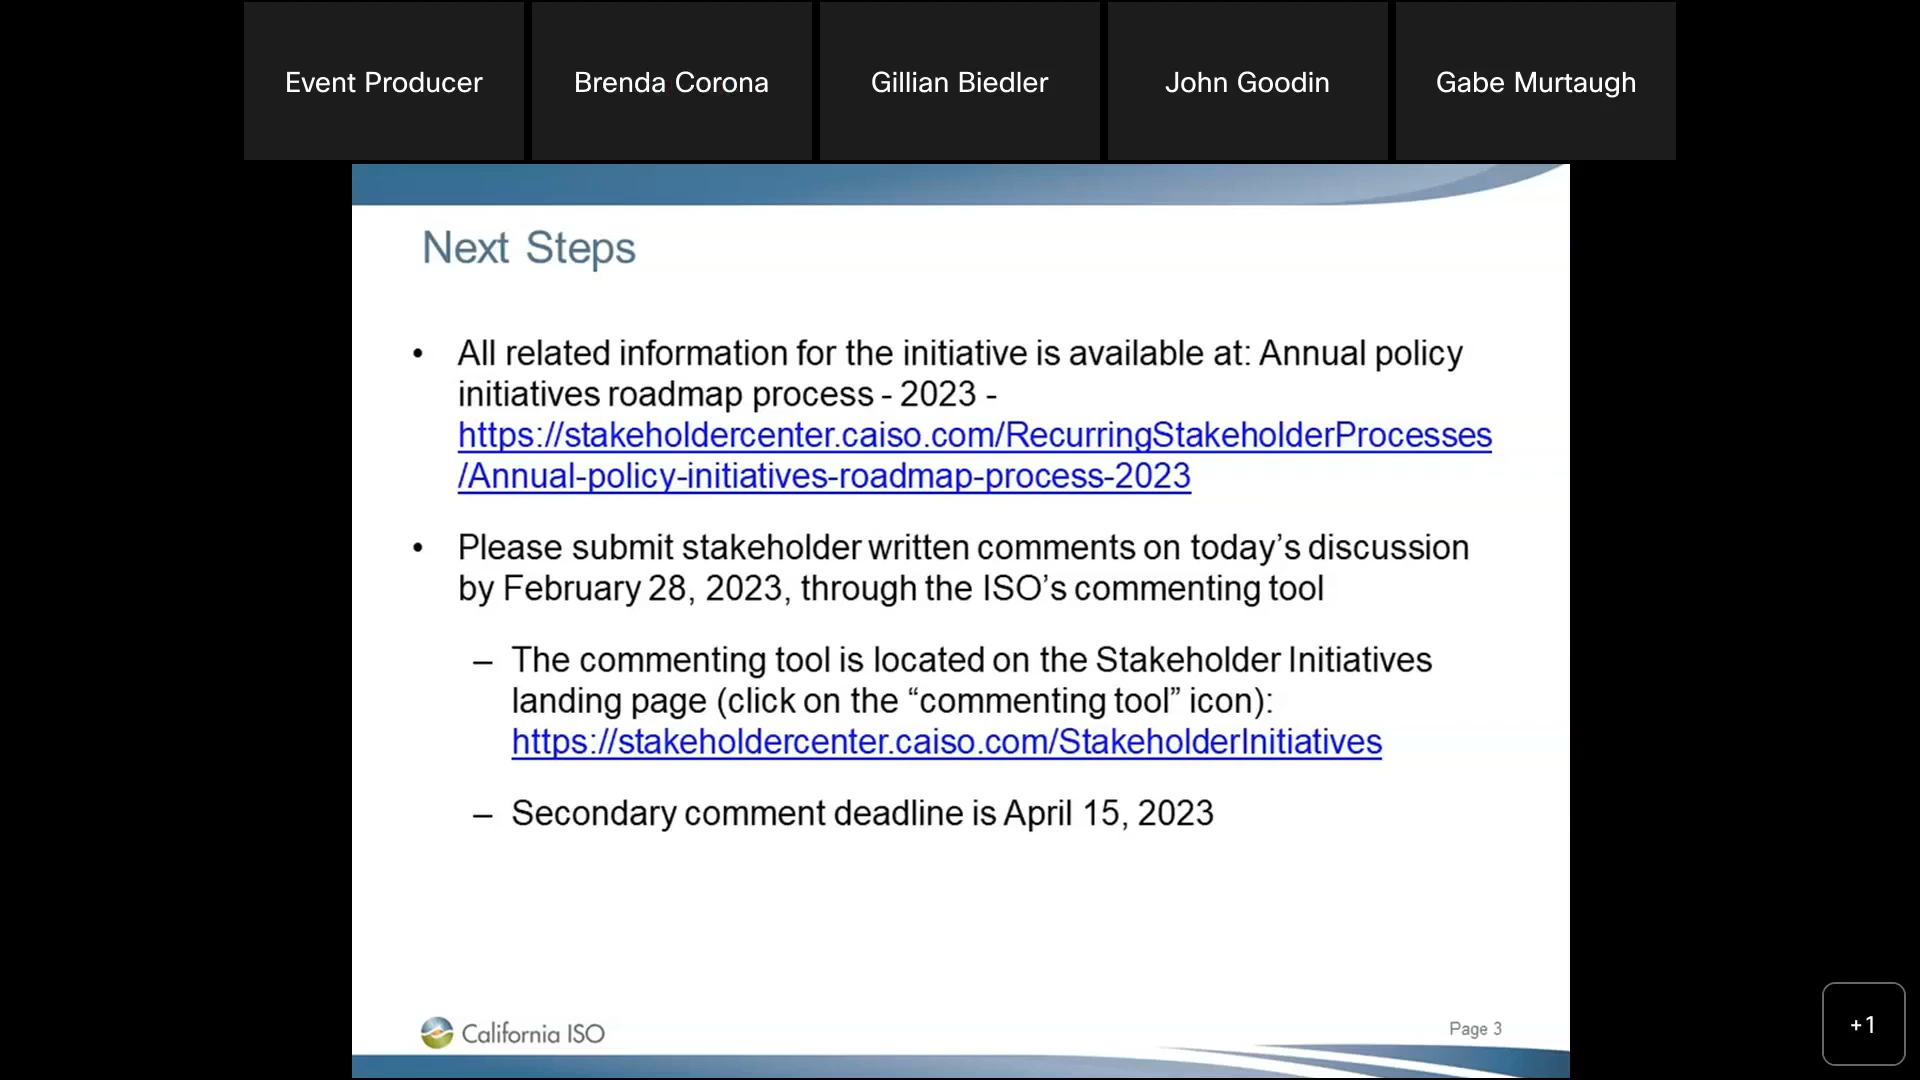 Event Producer
Brenda Corona
Gillian Biedler
John Goodin
Gabe Murtaugh
Next Steps
• All related information for the initiative is available at: Annual policy
initiatives roadmap process - 2023 -
https://stakeholdercenter.caiso.com/RecurringStakeholderProcesses
/Annual-policy-initiatives-roadmap-process-2023
• Please submit stakeholder written comments on today’s discussion
by February 28, 2023, through the ISO’s commenting tool
– The commenting tool is located on the Stakeholder Initiatives
landing page (click on the “commenting tool” icon):
https://stakeholdercenter.caiso.com/StakeholderInitiatives
– Secondary comment deadline is April 15, 2023
California ISO
Page 3
+1